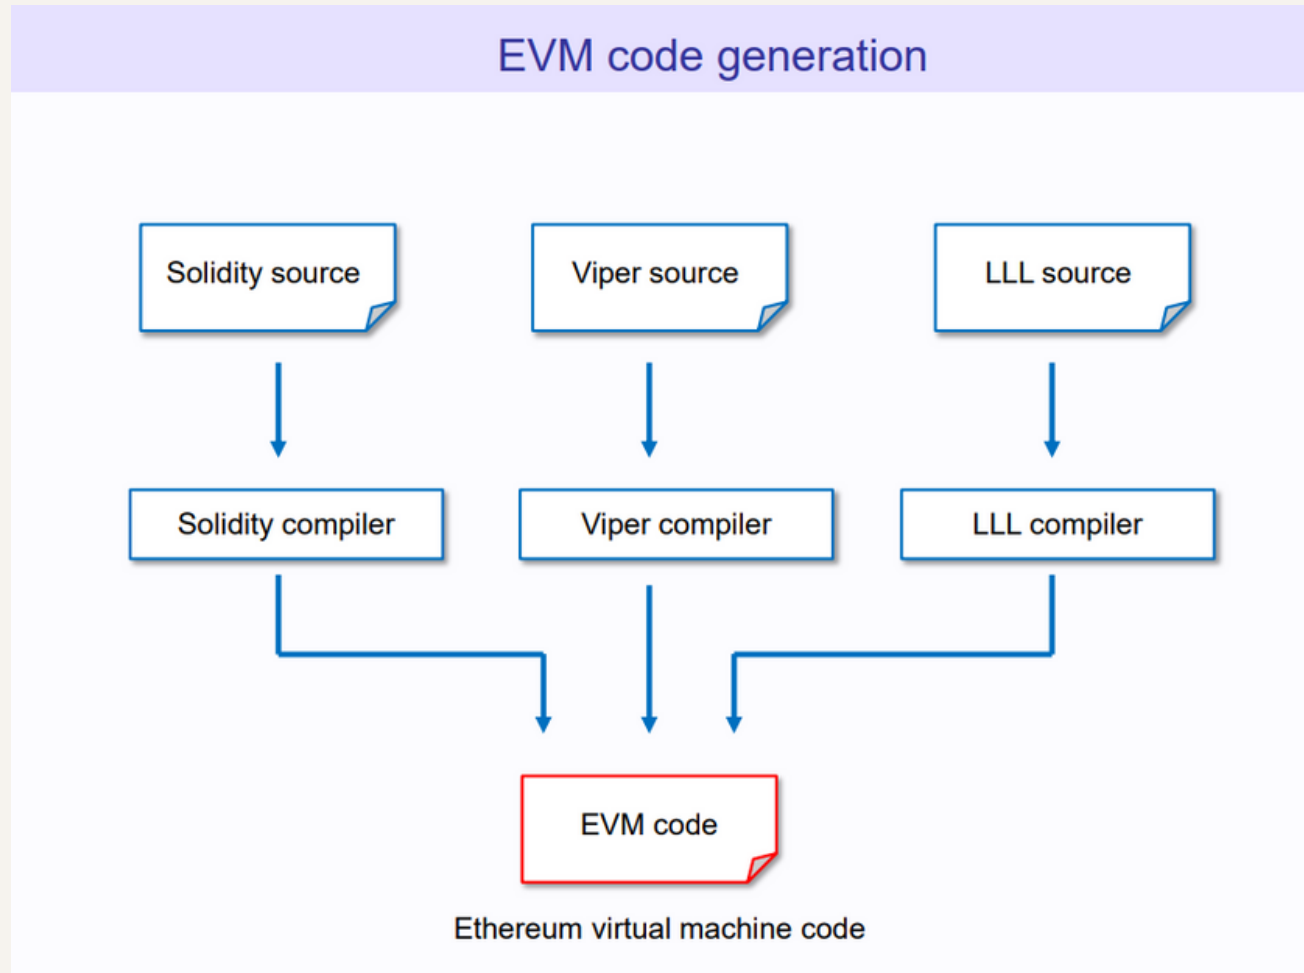 EVM code generation
Solidity source
Viper source
LLL source
Solidity compiler
Viper compiler
LLL compiler
EVM code
Ethereum virtual machine code